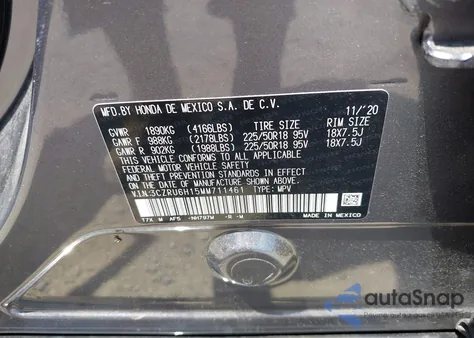 MFD.BY HONDA DE MEXICO S.A. DE C.V. 11/'20
GVWR 1890KG (4166LBS) TIRE SIZE RIM SIZE
GAWR F 988KG (2178LBS) 225/50R18 95V 18X7.5J
GAWR R 902KG (1988LBS) 225/50R18 95V 18X7.5J
THIS VEHICLE CONFORMS TO ALL APPLICABLE
FEDERAL MOTOR VEHICLE SAFETY
AND THEFT PREVENTION STANDARDS IN EFFECT
ON THE DATE OF MANUFACTURE SHOWN ABOVE.
V.I.N:3CZRU6H15MM711461 TYPE: MPV
T7X M AF5 -NH797M -R -M MADE IN MEXICO
autoSnap